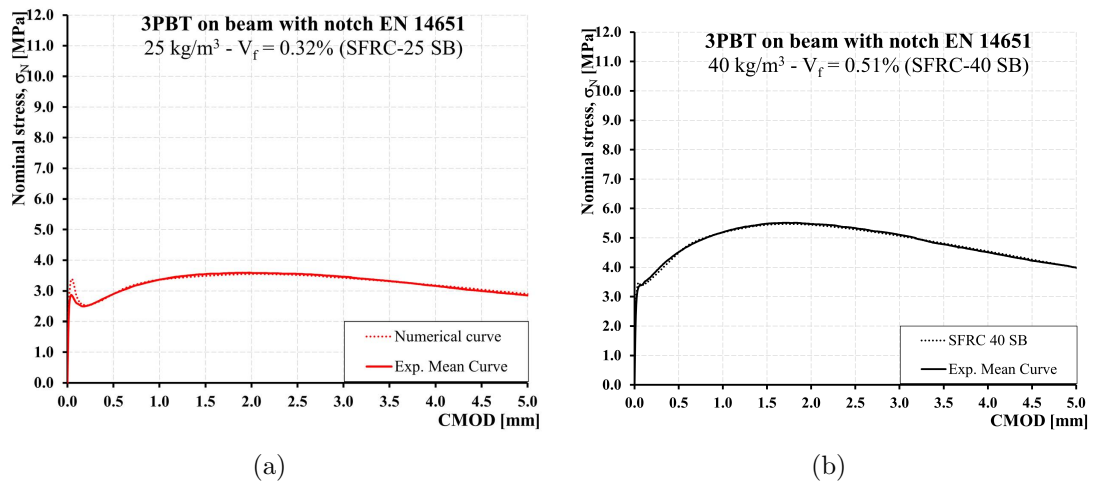 3PBT on beam with notch EN 14651
25 kg/m³ - V_f = 0.32% (SFRC-25 SB)
Nominal stress, σ_N [MPa]
12.0
11.0
10.0
9.0
8.0
7.0
6.0
5.0
4.0
3.0
2.0
1.0
0.0
Numerical curve
Exp. Mean Curve
0.0 0.5 1.0 1.5 2.0 2.5 3.0 3.5 4.0 4.5 5.0
CMOD [mm]
(a)
3PBT on beam with notch EN 14651
40 kg/m³ - V_f = 0.51% (SFRC-40 SB)
Nominal stress, σ_N [MPa]
12.0
11.0
10.0
9.0
8.0
7.0
6.0
5.0
4.0
3.0
2.0
1.0
0.0
SFRC 40 SB
Exp. Mean Curve
0.0 0.5 1.0 1.5 2.0 2.5 3.0 3.5 4.0 4.5 5.0
CMOD [mm]
(b)